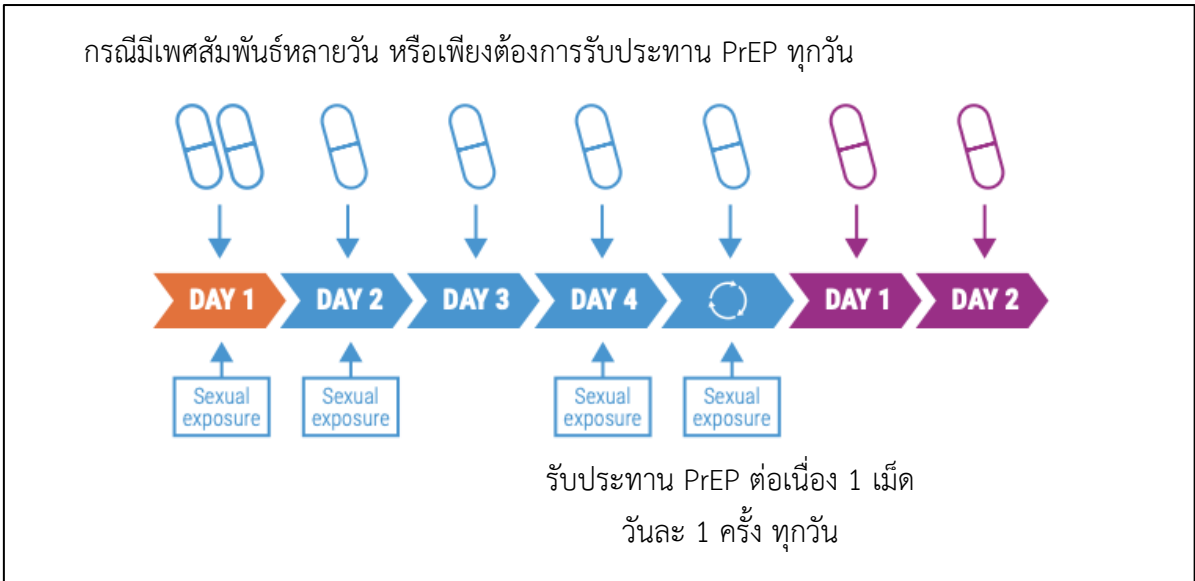 กรณีมีเพศสัมพันธ์หลายวัน หรือเพียงต้องการรับประทาน PrEP ทุกวัน
DAY 1 DAY 2 DAY 3 DAY 4 DAY 1 DAY 2
Sexual exposure Sexual exposure Sexual exposure Sexual exposure
รับประทาน PrEP ต่อเนื่อง 1 เม็ด
วันละ 1 ครั้ง ทุกวัน